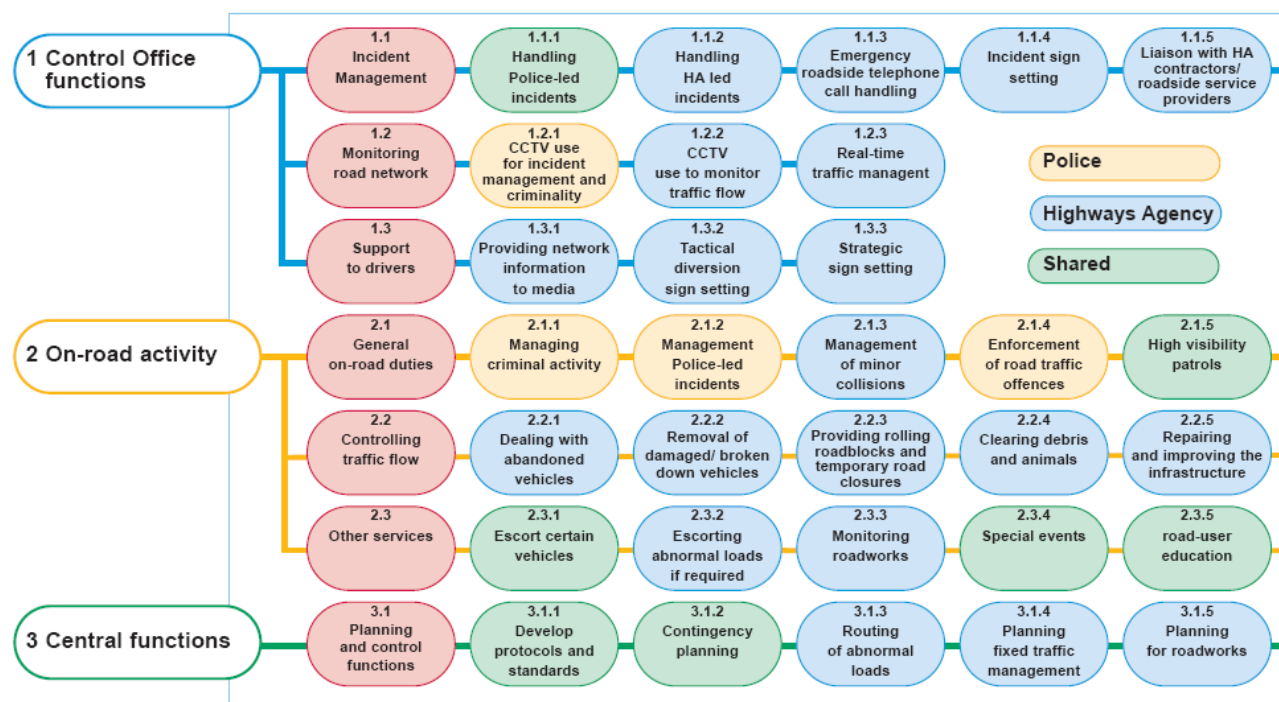 1 Control Office
functions
1.1
Incident
Management
1.1.1
Handling
Police-led
incidents
1.1.2
Handling
HA led
incidents
1.1.3
Emergency
roadside telephone
call handling
1.1.4
Incident sign
setting
1.1.5
Liaison with HA
contractors/
roadside service
providers
1.2
Monitoring
road network
1.2.1
CCTV use
for incident
management and
criminality
1.2.2
CCTV
use to monitor
traffic flow
1.2.3
Real-time
traffic managent
Police
Highways Agency
Shared
1.3
Support
to drivers
1.3.1
Providing network
information
to media
1.3.2
Tactical
diversion
sign setting
1.3.3
Strategic
sign setting
2 On-road activity
2.1
General
on-road duties
2.1.1
Managing
criminal activity
2.1.2
Management
Police-led
incidents
2.1.3
Management
of minor
collisions
2.1.4
Enforcement
of road traffic
offences
2.1.5
High visibility
patrols
2.2
Controlling
traffic flow
2.2.1
Dealing with
abandoned
vehicles
2.2.2
Removal of
damaged/ broken
down vehicles
2.2.3
Providing rolling
roadblocks and
temporary road
closures
2.2.4
Clearing debris
and animals
2.2.5
Repairing
and improving the
infrastructure
2.3
Other services
2.3.1
Escort certain
vehicles
2.3.2
Escorting
abnormal loads
if required
2.3.3
Monitoring
roadworks
2.3.4
Special events
2.3.5
road-user
education
3 Central functions
3.1
Planning
and control
functions
3.1.1
Develop
protocols and
standards
3.1.2
Contingency
planning
3.1.3
Routing
of abnormal
loads
3.1.4
Planning
fixed traffic
management
3.1.5
Planning
for roadworks